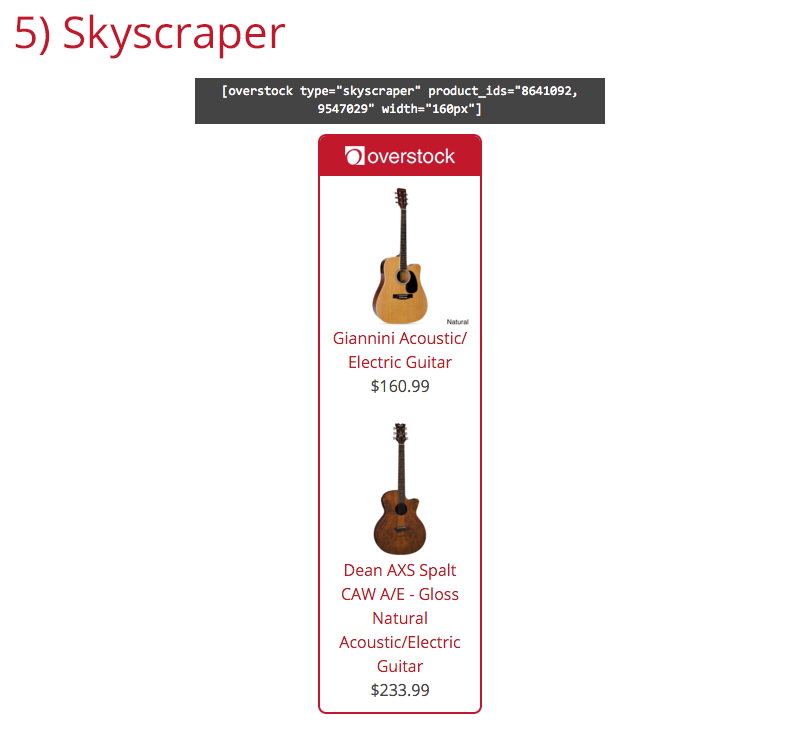 5) Skyscraper
[overstock type="skyscraper" product_ids="8641092,
9547029" width="160px"]
overstock
Natural
Giannini Acoustic/
Electric Guitar
$160.99
Dean AXS Spalt
CAW A/E - Gloss
Natural
Acoustic/Electric
Guitar
$233.99